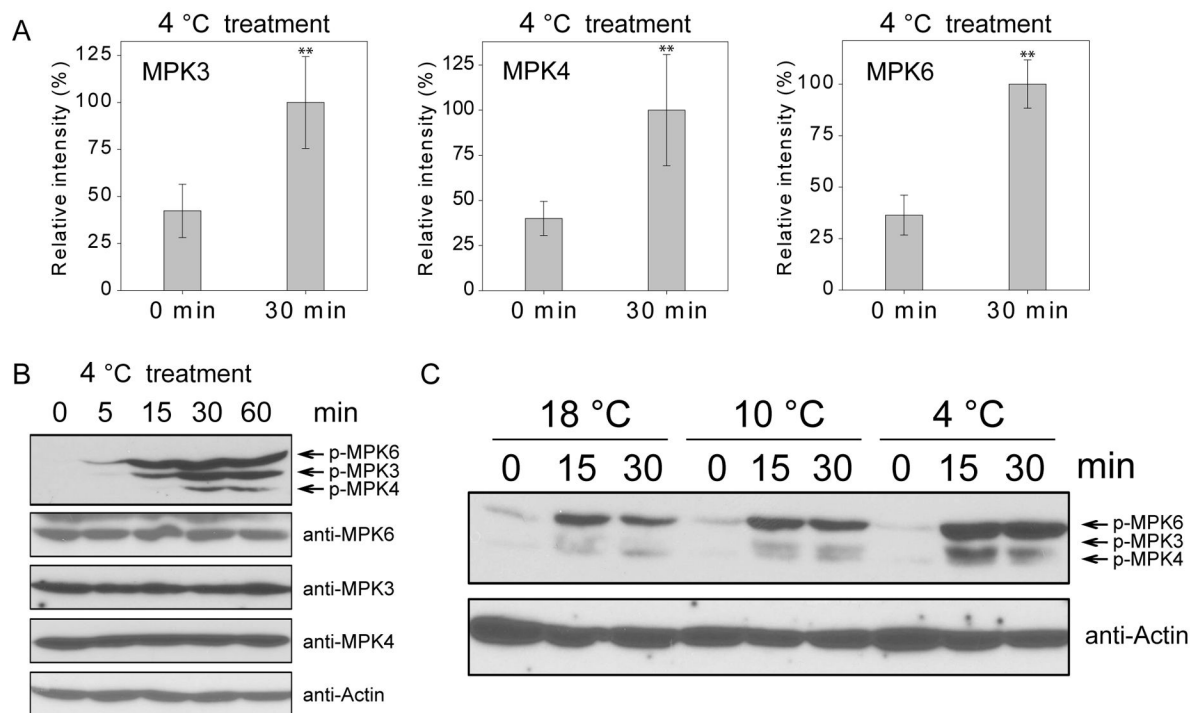 A
4 °C treatment
Relative intensity (%)
125
100
75
50
25
0
MPK3
**
0 min
30 min
4 °C treatment
Relative intensity (%)
125
100
75
50
25
0
MPK4
**
0 min
30 min
4 °C treatment
Relative intensity (%)
100
75
50
25
0
MPK6
**
0 min
30 min
B
4 °C treatment
0 5 15 30 60 min
p-MPK6
p-MPK3
p-MPK4
anti-MPK6
anti-MPK3
anti-MPK4
anti-Actin
C
18 °C 10 °C 4 °C
0 15 30 0 15 30 0 15 30 min
p-MPK6
p-MPK3
p-MPK4
anti-Actin